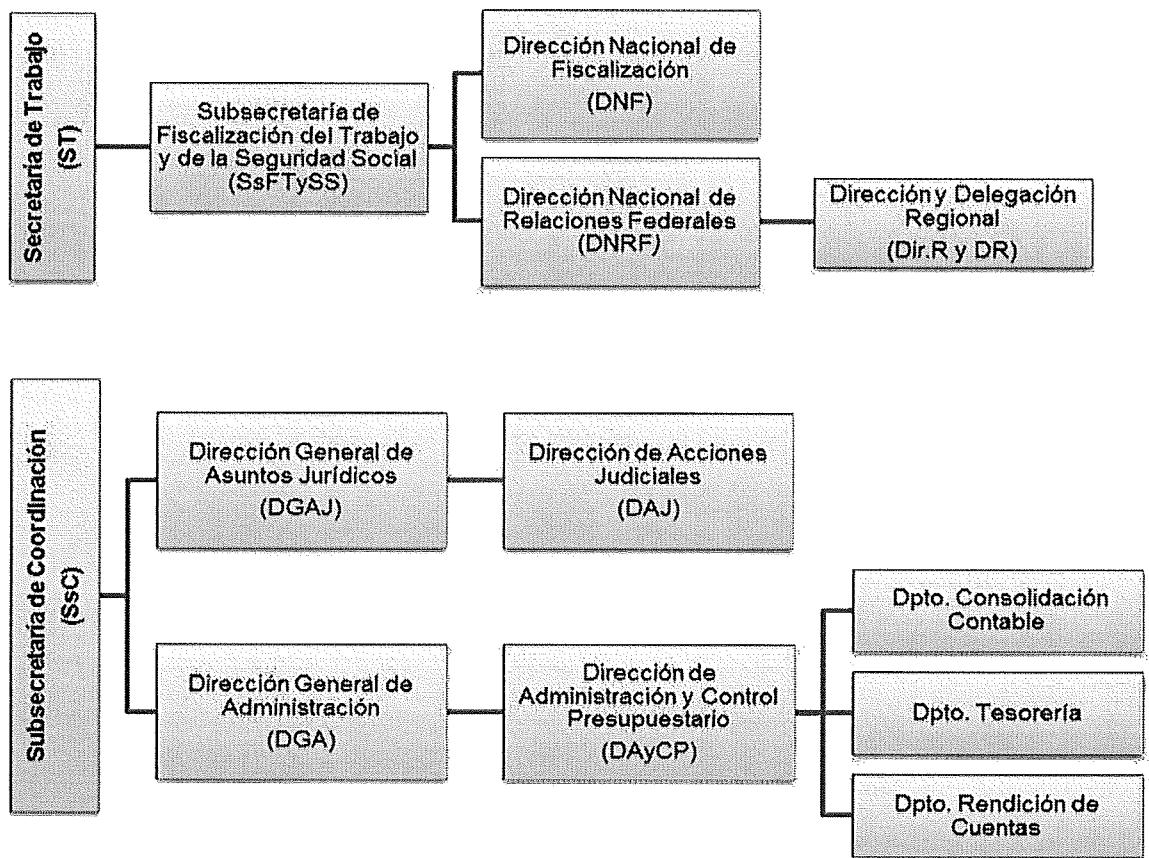 Secretaría de Trabajo
(ST)
Subsecretaría de
Fiscalización del Trabajo
y de la Seguridad Social
(SsFTySS)
Dirección Nacional de
Fiscalización
(DNF)
Dirección Nacional de
Relaciones Federales
(DNRF)
Dirección y Delegación
Regional
(Dir.R y DR)
Subsecretaría de Coordinación
(SsC)
Dirección General de
Asuntos Jurídicos
(DGAJ)
Dirección de Acciones
Judiciales
(DAJ)
Dirección General de
Administración
(DGA)
Dirección de
Administración y Control
Presupuestario
(DAyCP)
Dpto. Consolidación
Contable
Dpto. Tesorería
Dpto. Rendición de
Cuentas